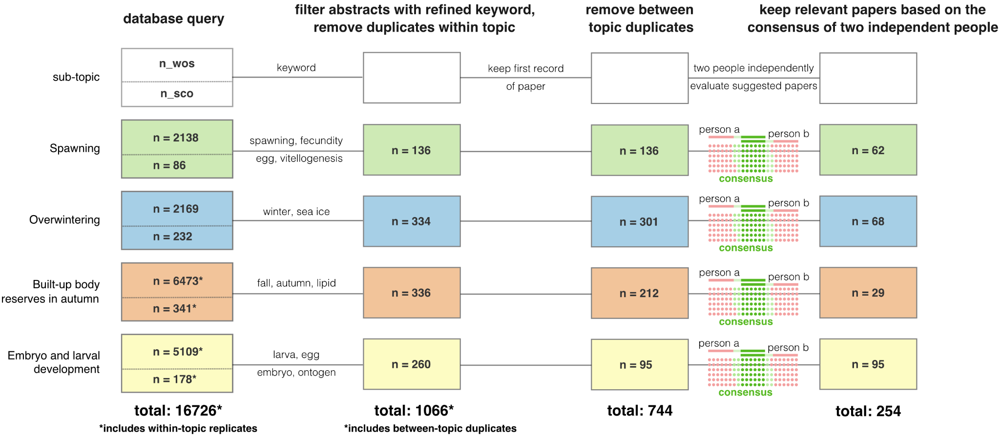 database query
filter abstracts with refined keyword,
remove duplicates within topic
remove between
topic duplicates
keep relevant papers based on the
consensus of two independent people
sub-topic
n_wos
n_sco
keyword
keep first record
of paper
two people independently
evaluate suggested papers
Spawning
n = 2138
n = 86
spawning, fecundity
egg, vitellogenesis
n = 136
n = 136
person a
person b
consensus
n = 62
Overwintering
n = 2169
n = 232
winter, sea ice
n = 334
n = 301
person a
person b
consensus
n = 68
Built-up body
reserves in autumn
n = 6473*
n = 341*
fall, autumn, lipid
n = 336
n = 212
person a
person b
consensus
n = 29
Embryo and larval
development
n = 5109*
n = 178*
larva, egg
embryo, ontogen
n = 260
n = 95
person a
person b
consensus
n = 95
total: 16726*
*includes within-topic replicates
total: 1066*
*includes between-topic duplicates
total: 744
total: 254